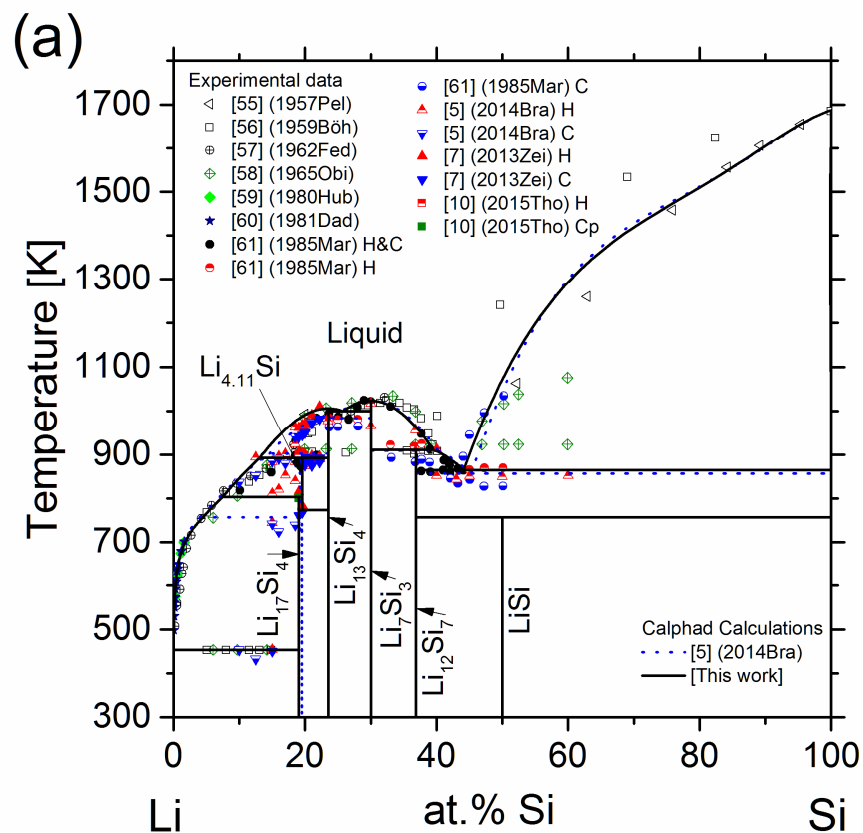 (a)
Experimental data
[55] (1957Pel)
[56] (1959Böh)
[57] (1962Fed)
[58] (1965Obi)
[59] (1980Hub)
[60] (1981Dad)
[61] (1985Mar) H&C
[61] (1985Mar) H
[61] (1985Mar) C
[5] (2014Bra) H
[5] (2014Bra) C
[7] (2013Zei) H
[7] (2013Zei) C
[10] (2015Tho) H
[10] (2015Tho) Cp
Temperature [K]
1700
1500
1300
1100
900
700
500
300
Liquid
Li4.11Si
Li17Si4
Li13Si4
Li7Si3
Li12Si7
LiSi
Calphad Calculations
[5] (2014Bra)
[This work]
0
20
40
60
80
100
Li
at.% Si
Si